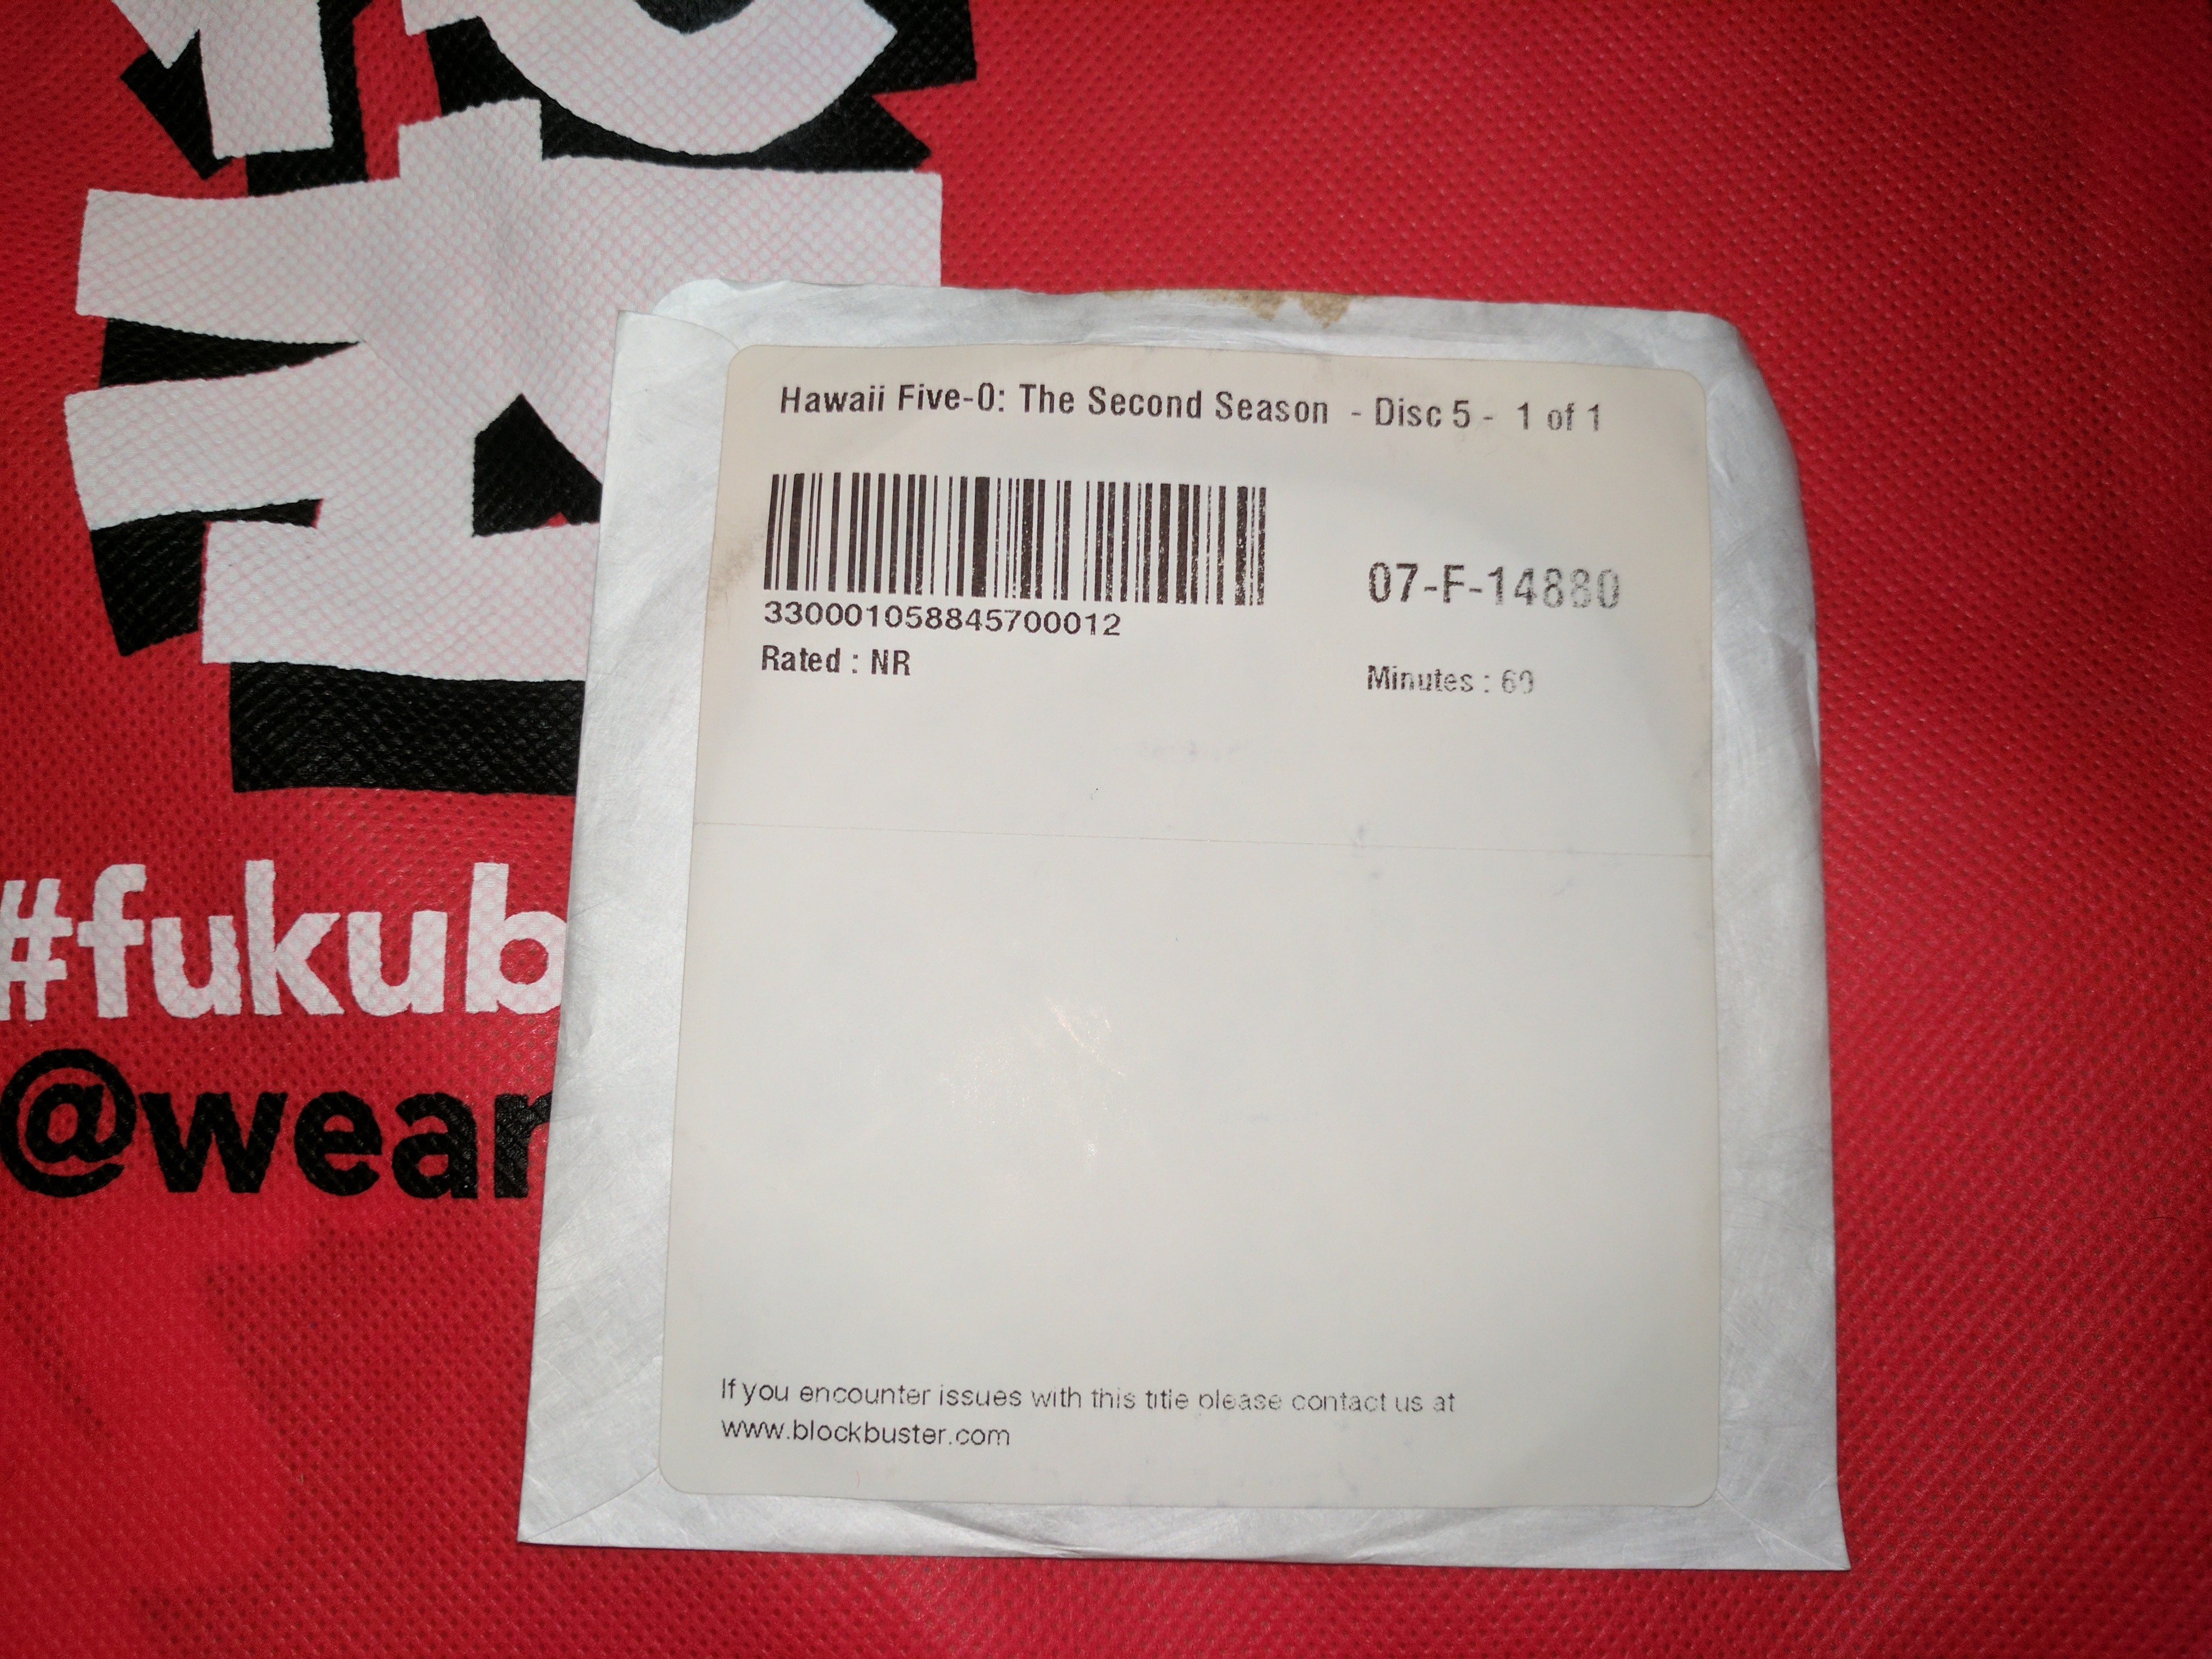 Hawaii Five-0: The Second Season - Disc 5 - 1 of 1
330001058845700012
07-F-14880
Rated : NR
Minutes : 69
If you encounter issues with this title please contact us at
www.blockbuster.com
#fukub
@wear